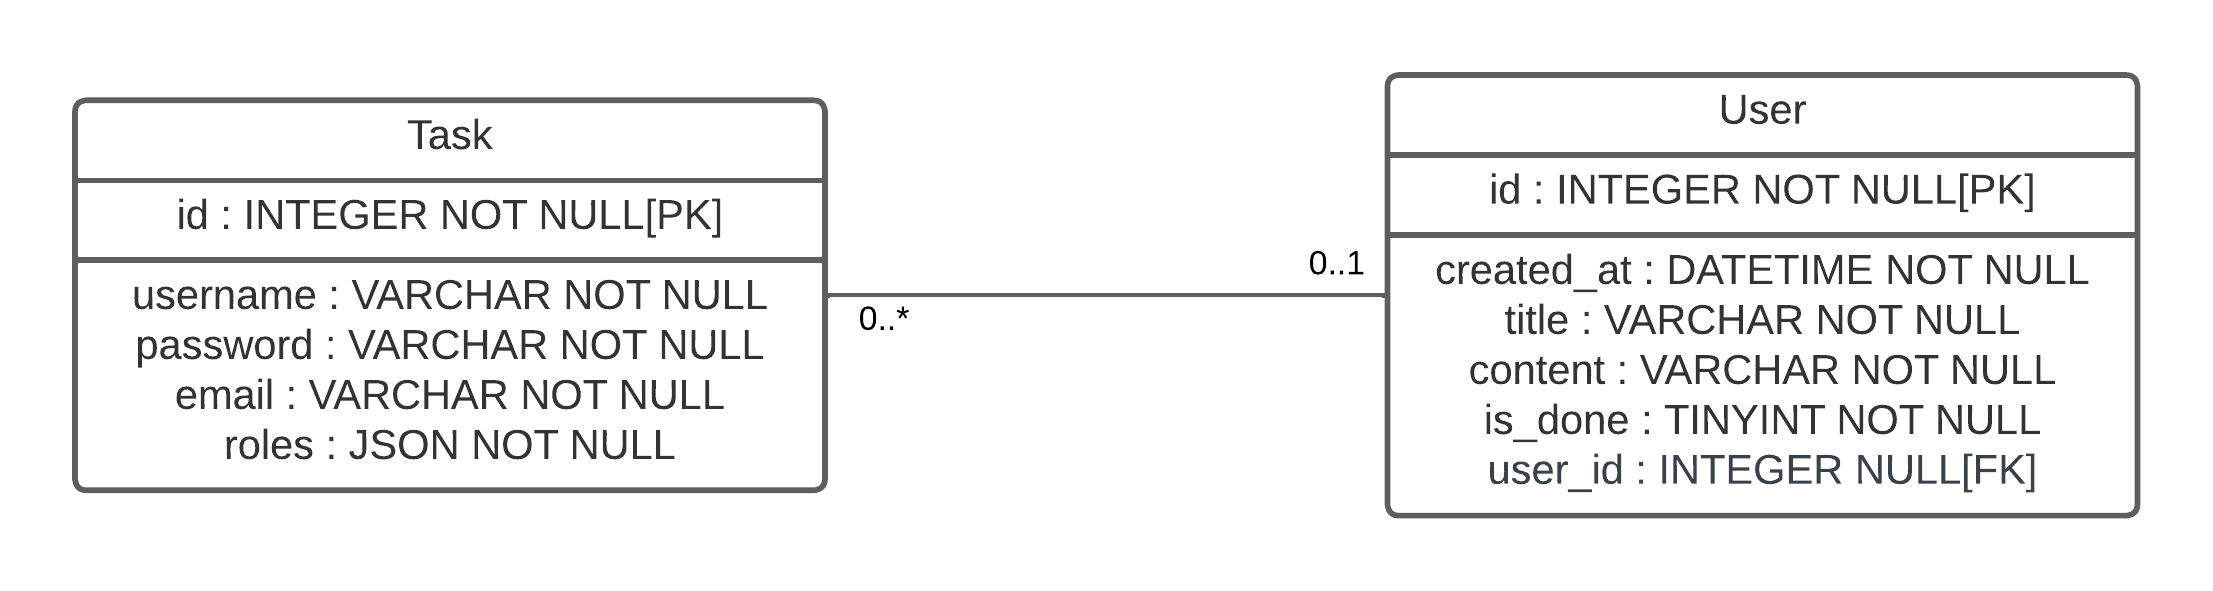 Task
id : INTEGER NOT NULL[PK]
username : VARCHAR NOT NULL
password : VARCHAR NOT NULL
email : VARCHAR NOT NULL
roles : JSON NOT NULL
0..*
0..1
User
id : INTEGER NOT NULL[PK]
created_at : DATETIME NOT NULL
title : VARCHAR NOT NULL
content : VARCHAR NOT NULL
is_done : TINYINT NOT NULL
user_id : INTEGER NULL[FK]